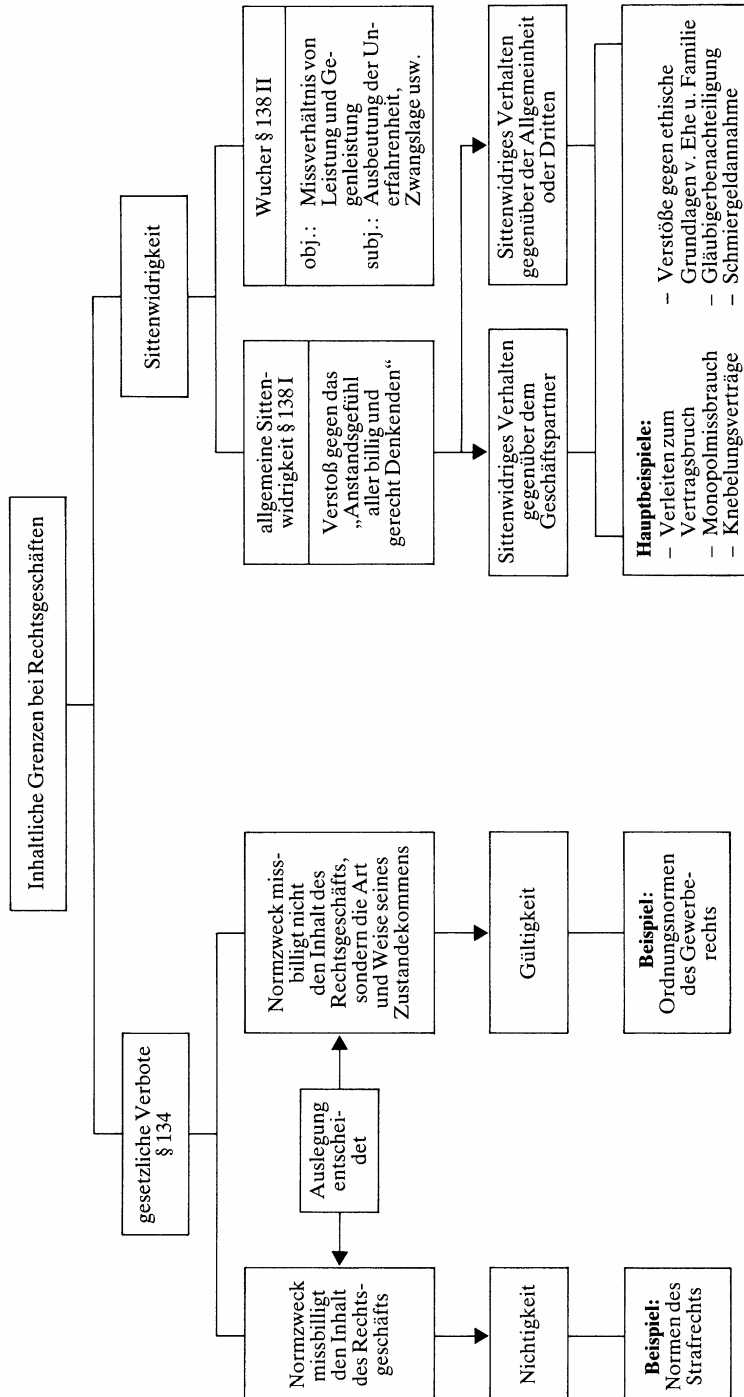 Inhaltliche Grenzen bei Rechtsgeschäften
gesetzliche Verbote
§ 134
Normzweck
missbilligt
den Inhalt
des Rechts-
geschäfts
Auslegung
entschei-
det
Normzweck miss-
billigt nicht
den Inhalt des
Rechtsgeschäfts,
sondern die Art
und Weise seines
Zustandekommens
Nichtigkeit
Gültigkeit
Beispiel:
Normen des
Strafrechts
Beispiel:
Ordnungsnormen
des Gewerbe-
rechts
Sittenwidrigkeit
allgemeine Sitten-
widrigkeit § 138 I
Verstoß gegen das
„Anstandsgefühl
aller billig und
gerecht Denkenden“
Wucher § 138 II
obj.: Missverhältnis von
Leistung und Ge-
genleistung
subj.: Ausbeutung der Un-
erfahrenheit,
Zwangslage usw.
Sittenwidriges Verhalten
gegenüber dem
Geschäftspartner
Sittenwidriges Verhalten
gegenüber der Allgemeinheit
oder Dritten
Hauptbeispiele:
– Verleiten zum
Vertragsbruch
– Monopolmissbrauch
– Knebelungsverträge
– Verstöße gegen ethische
Grundlagen v. Ehe u. Familie
– Gläubigerbenachteiligung
– Schmiergeldannahme